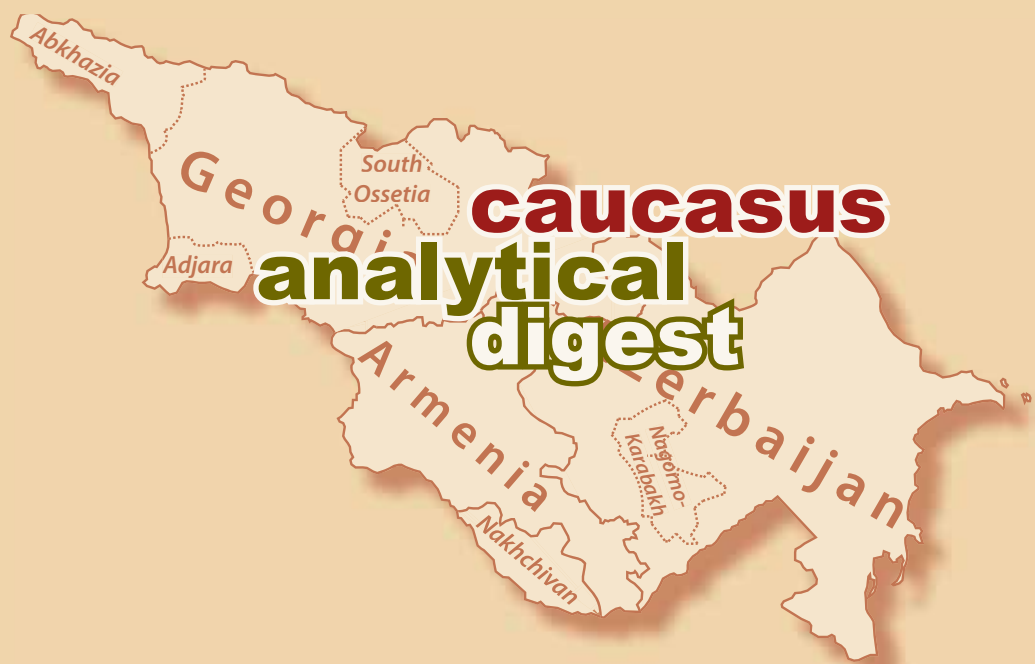 Abkhazia
Georgia
South
Ossetia
Adjara
caucasus
analytical
digest
Armenia
Azerbaijan
Nagorno-
Karabakh
Nakhchivan